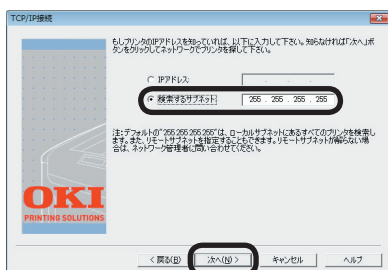 TCP/IP接続
もしプリンタのIPアドレスを知っていれば、以下に入力して下さい。知らなければ「次へ」ボ
タンをクリックしてネットワークでプリンタを探して下さい。
IPアドレス . . .
検索するサブネット 255 . 255 . 255 . 255
注:デフォルトの"255.255.255.255"は、ローカルサブネットにあるすべてのプリンタを検索し
ます。また、リモートサブネットを指定することもできます。リモートサブネットが解らない場
合は、ネットワーク管理者に問い合わせてください。
OKI
PRINTING SOLUTIONS
< 戻る(B) 次へ(N) > キャンセル ヘルプ